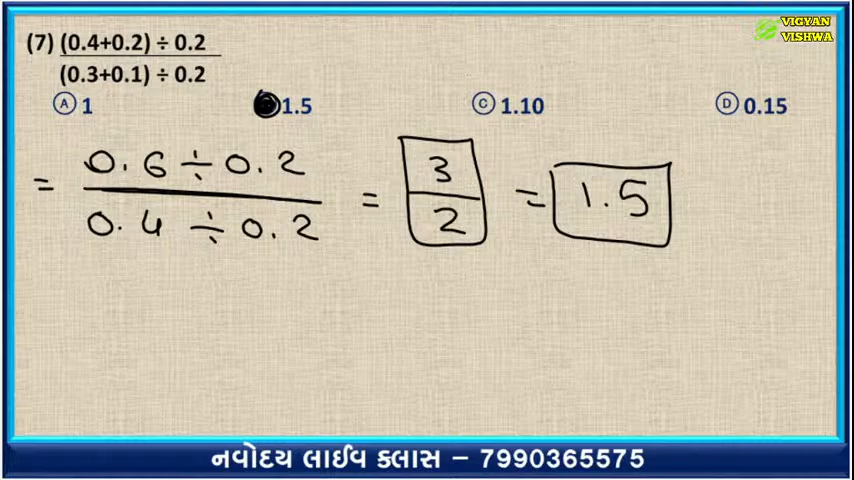 VIGYAN
VISHWA
(7) (0.4+0.2) ÷ 0.2
(0.3+0.1) ÷ 0.2
A 1
1.5
C 1.10
D 0.15
= 0.6 ÷ 0.2
0.4 ÷ 0.2
= 3
2
= 1.5
નવોદય લાઈવ ક્લાસ – 7990365575